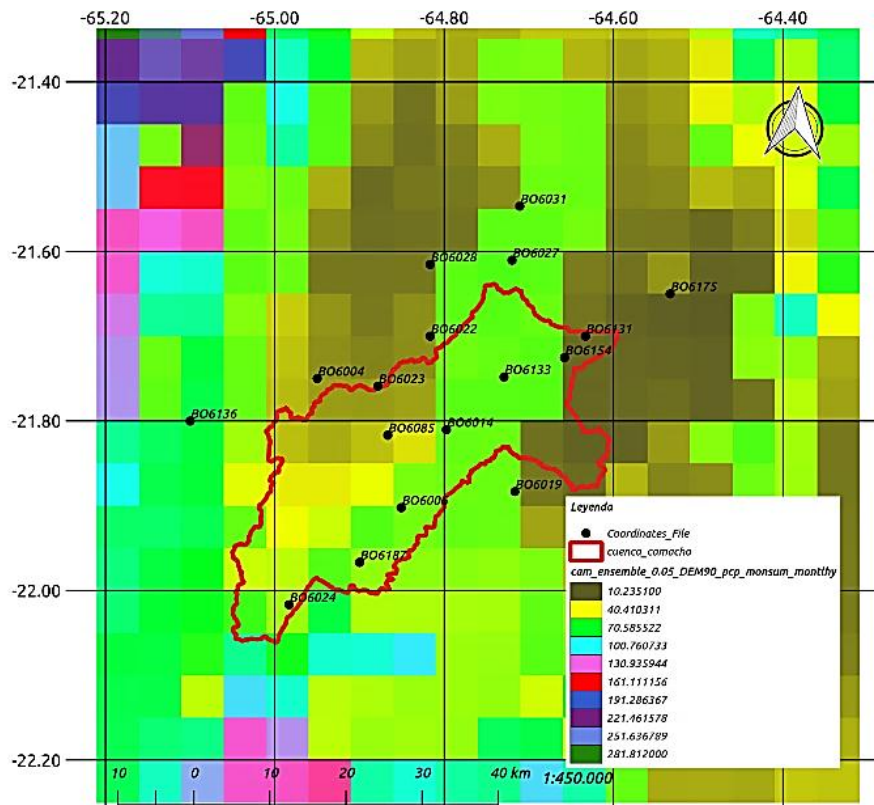 -65.20 -65.00 -64.80 -64.60 -64.40
-21.40
BO6031
-21.60
BO6027
BO6028
BO6175
BO6022
BO6131
BO6154
BO6004
BO6133
BO6023
-21.80
BO6136
BO6014
BO6085
BO6019
BO6006
Leyenda
Coordinates_File
cuenca_camacho
BO6187
cam_ensemble_0.05_DEM90_pcp_monsum_montthy
-22.00
BO6024
10.235100
40.410311
70.585522
100.760733
130.935944
161.111156
191.286367
221.461578
251.636789
281.812000
-22.20
10 0 10 20 30 40 km 1:450.000